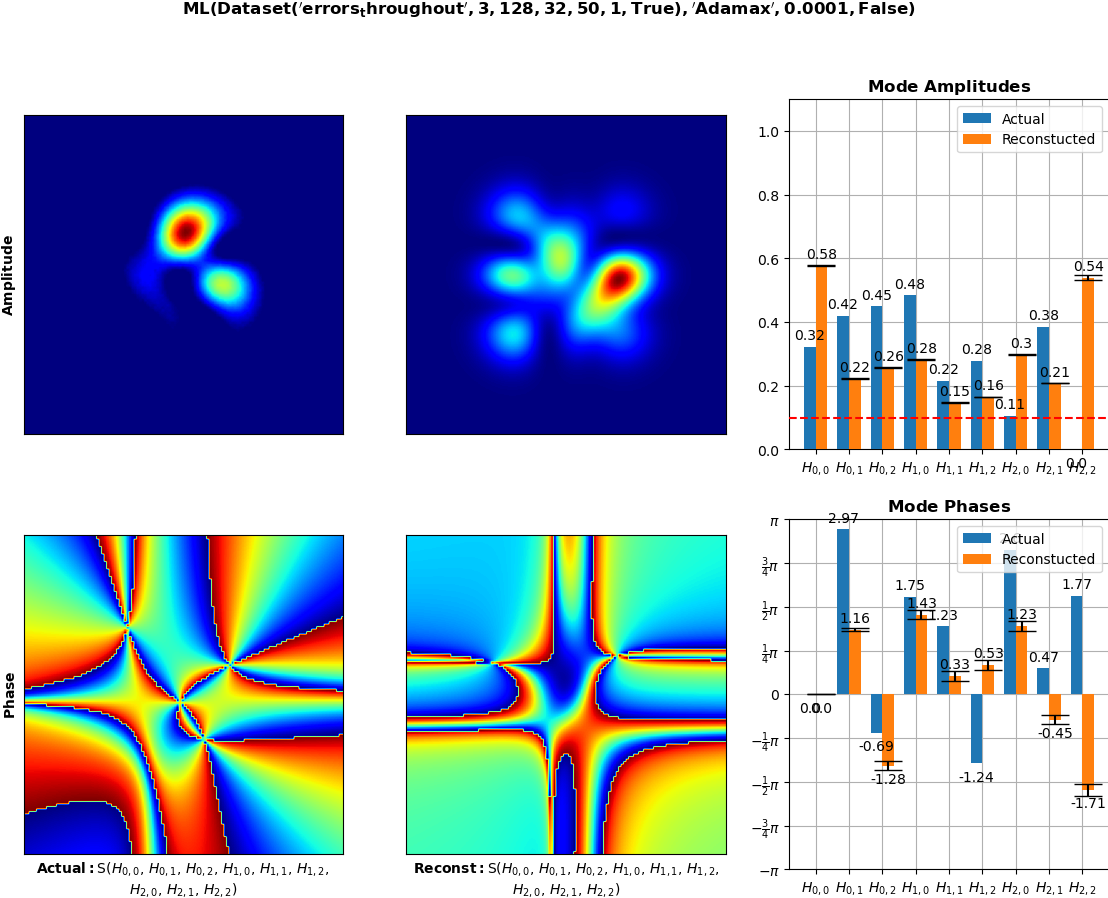 ML(Dataset('errors_throughout', 3, 128, 32, 50, 1, True), 'Adamax', 0.0001, False)
Amplitude
Mode Amplitudes
Actual
Reconstucted
1.0
0.8
0.6
0.4
0.2
0.0
0.32
0.58
0.42
0.22
0.45
0.26
0.48
0.28
0.22
0.15
0.28
0.16
0.11
0.3
0.38
0.21
0.0
0.54
H0,0 H0,1 H0,2 H1,0 H1,1 H1,2 H2,0 H2,1 H2,2
Phase
Actual: S(H0,0, H0,1, H0,2, H1,0, H1,1, H1,2,
H2,0, H2,1, H2,2)
Reconst: S(H0,0, H0,1, H0,2, H1,0, H1,1, H1,2,
H2,0, H2,1, H2,2)
Mode Phases
Actual
Reconstucted
π
3/4π
1/2π
1/4π
0
−1/4π
−1/2π
−3/4π
−π
0.0
0.0
2.97
1.16
-0.69
-1.28
1.75
1.43
1.23
0.33
-1.24
0.53
1.23
0.47
-0.45
1.77
-1.71
H0,0 H0,1 H0,2 H1,0 H1,1 H1,2 H2,0 H2,1 H2,2